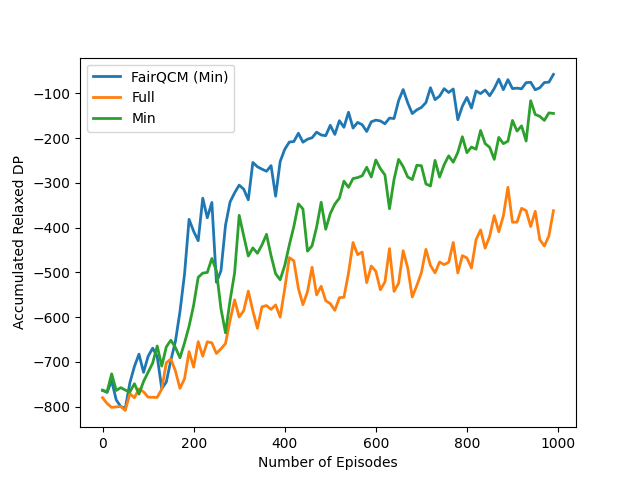 FairQCM (Min)
Full
Min
−100
−200
−300
−400
−500
−600
−700
−800
Accumulated Relaxed DP
0 200 400 600 800 1000
Number of Episodes